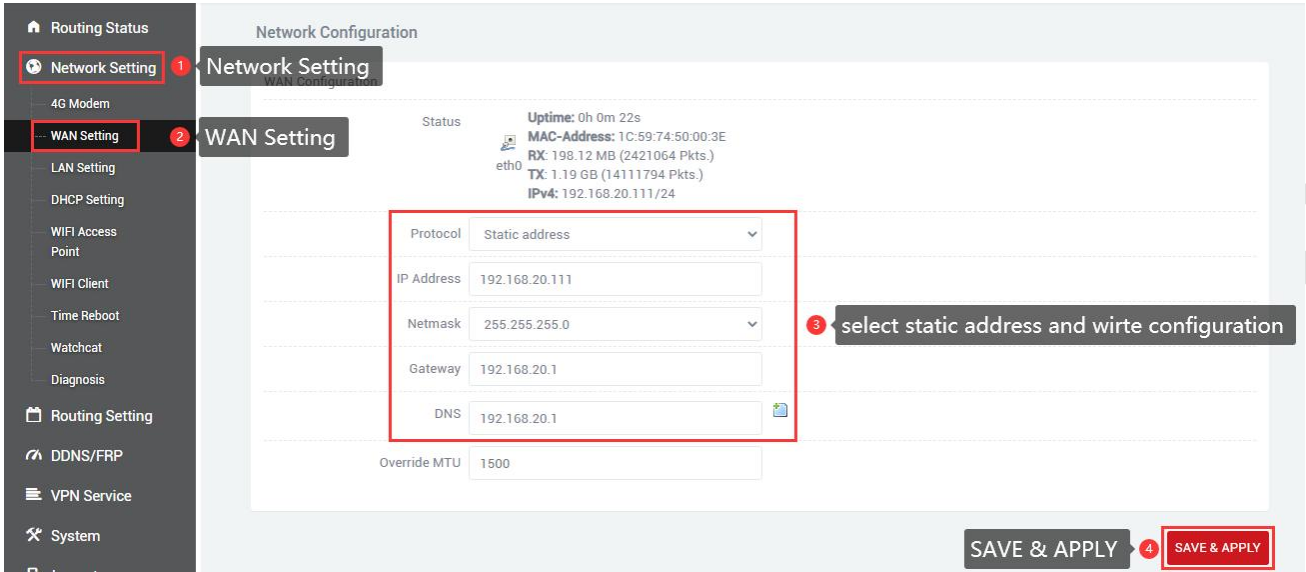 Routing Status
Network Setting
1
Network Setting
4G Modem
WAN Setting
2
WAN Setting
LAN Setting
DHCP Setting
WIFI Access
Point
WIFI Client
Time Reboot
Watchcat
Diagnosis
Routing Setting
DDNS/FRP
VPN Service
System
Network Configuration
WAN Configuration
Status
eth0
Uptime: 0h 0m 22s
MAC-Address: 1C:59:74:50:00:3E
RX: 198.12 MB (2421064 Pkts.)
TX: 1.19 GB (14111794 Pkts.)
IPv4: 192.168.20.111/24
Protocol Static address
IP Address 192.168.20.111
Netmask 255.255.255.0
3 select static address and wirte configuration
Gateway 192.168.20.1
DNS 192.168.20.1
Override MTU 1500
SAVE & APPLY 4 SAVE & APPLY